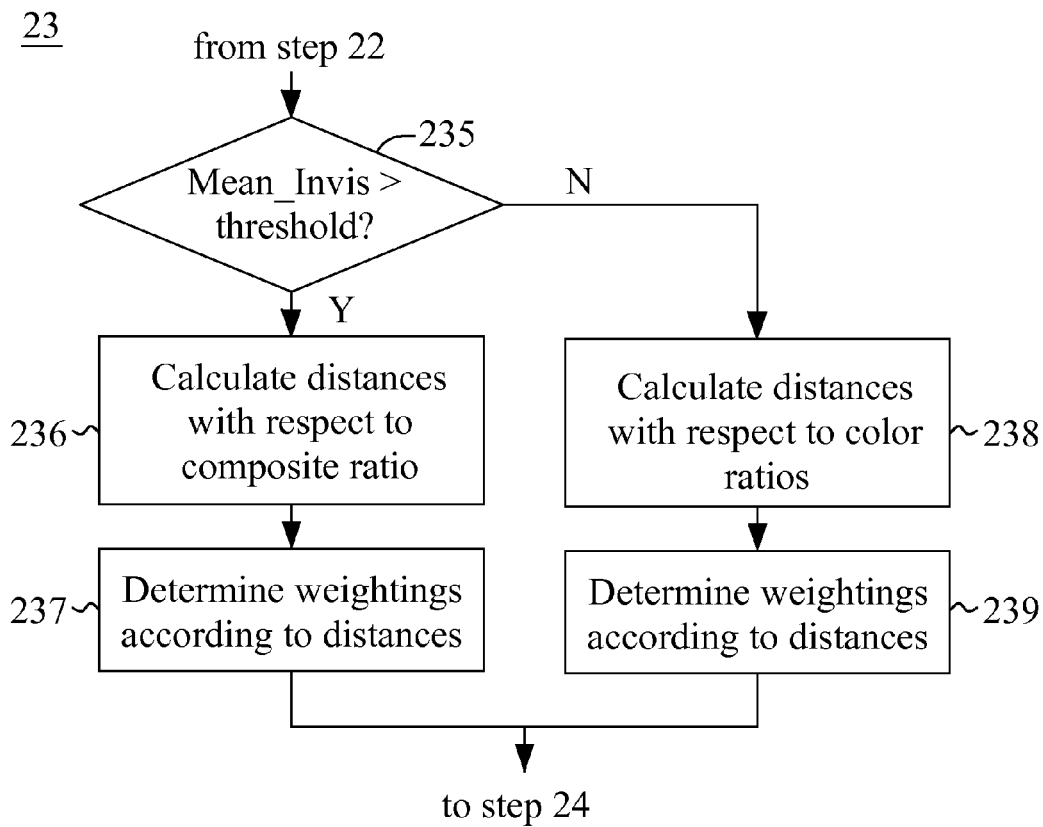 23
from step 22
235
Mean_Invis >
threshold?
N
Y
Calculate distances
with respect to
composite ratio
236
Calculate distances
with respect to color
ratios
238
Determine weightings
according to distances
237
Determine weightings
according to distances
239
to step 24